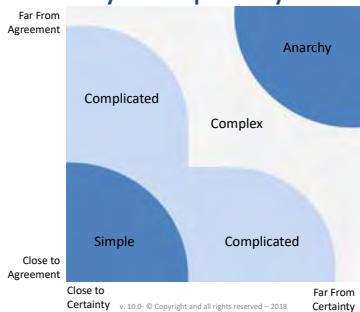 Far From
Agreement
Anarchy
Complicated
Complex
Simple
Complicated
Close to
Agreement
Close to
Certainty
v. 10.0- © Copyright and all rights reserved – 2018
Far From
Certainty